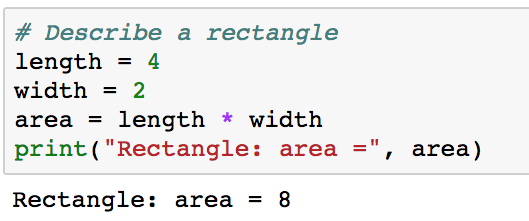 # Describe a rectangle
length = 4
width = 2
area = length * width
print("Rectangle: area =", area)
Rectangle: area = 8